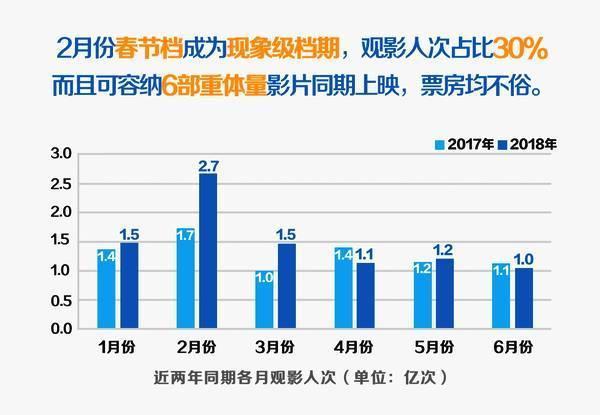 2月份春节档成为现象级档期，观影人次占比30%
而且可容纳6部重体量影片同期上映，票房均不俗。
2017年 2018年
3.0
2.5
2.0
1.5
1.0
0.5
0.0
1.4 1.5 1.7 2.7 1.0 1.5 1.4 1.1 1.2 1.2 1.1 1.0
1月份 2月份 3月份 4月份 5月份 6月份
近两年同期各月观影人次（单位：亿次）